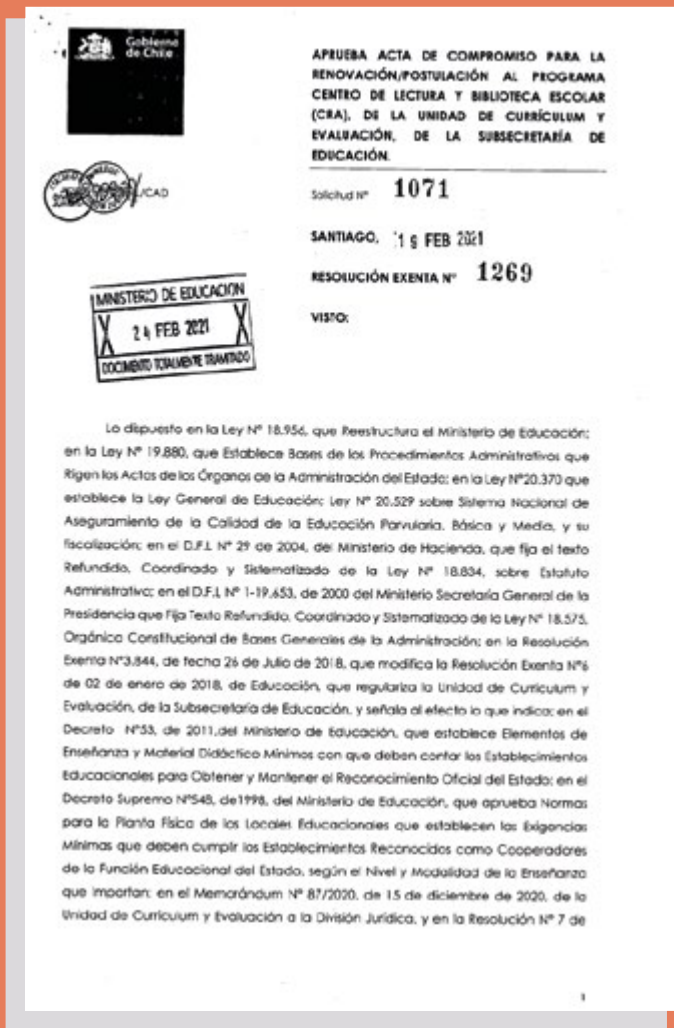 Gobierno
de Chile
APRUEBA ACTA DE COMPROMISO PARA LA
RENOVACIÓN/POSTULACIÓN AL PROGRAMA
CENTRO DE LECTURA Y BIBLIOTECA ESCOLAR
(CRA), DE LA UNIDAD DE CURRÍCULUM Y
EVALUACIÓN, DE LA SUBSECRETARÍA DE
EDUCACIÓN.
/CAD
Solicitud Nº 1071
SANTIAGO, 19 FEB 2021
RESOLUCIÓN EXENTA Nº 1269
MINISTERIO DE EDUCACION
24 FEB 2021
DOCUMENTO TOTALMENTE TRAMITADO
VISTO:
Lo dispuesto en la Ley Nº 18.956, que Reestructura el Ministerio de Educación;
en la Ley Nº 19.880, que Establece Bases de los Procedimientos Administrativos que
Rigen los Actos de los Órganos de la Administración del Estado; en la Ley Nº20.370 que
establece la Ley General de Educación; Ley Nº 20.529 sobre Sistema Nacional de
Aseguramiento de la Calidad de la Educación Parvularia, Básica y Media, y su
fiscalización; en el D.F.L Nº 29 de 2004, del Ministerio de Hacienda, que fija el texto
Refundido, Coordinado y Sistematizado de la Ley Nº 18.834, sobre Estatuto
Administrativo; en el D.F.L Nº 1-19.653, de 2000 del Ministerio Secretaría General de la
Presidencia que Fija Texto Refundido, Coordinado y Sistematizado de la Ley Nº 18.575,
Orgánica Constitucional de Bases Generales de la Administración; en la Resolución
Exenta Nº3.844, de fecha 26 de Julio de 2018, que modifica la Resolución Exenta Nº6
de 02 de enero de 2018, de Educación, que regulariza la Unidad de Curriculum y
Evaluación, de la Subsecretaría de Educación, y señala al efecto lo que indica; en el
Decreto Nº53, de 2011,del Ministerio de Educación, que establece Elementos de
Enseñanza y Material Didáctico Mínimos con que deben contar los Establecimientos
Educacionales para Obtener y Mantener el Reconocimiento Oficial del Estado; en el
Decreto Supremo Nº548, de1998, del Ministerio de Educación, que aprueba Normas
para la Planta Física de los Locales Educacionales que establecen las Exigencias
Mínimas que deben cumplir los Establecimientos Reconocidos como Cooperadores
de la Función Educacional del Estado, según el Nivel y Modalidad de la Enseñanza
que Impartan; en el Memorándum Nº 87/2020, de 15 de diciembre de 2020, de la
Unidad de Curriculum y Evaluación a la División Jurídica, y en la Resolución Nº 7 de
1